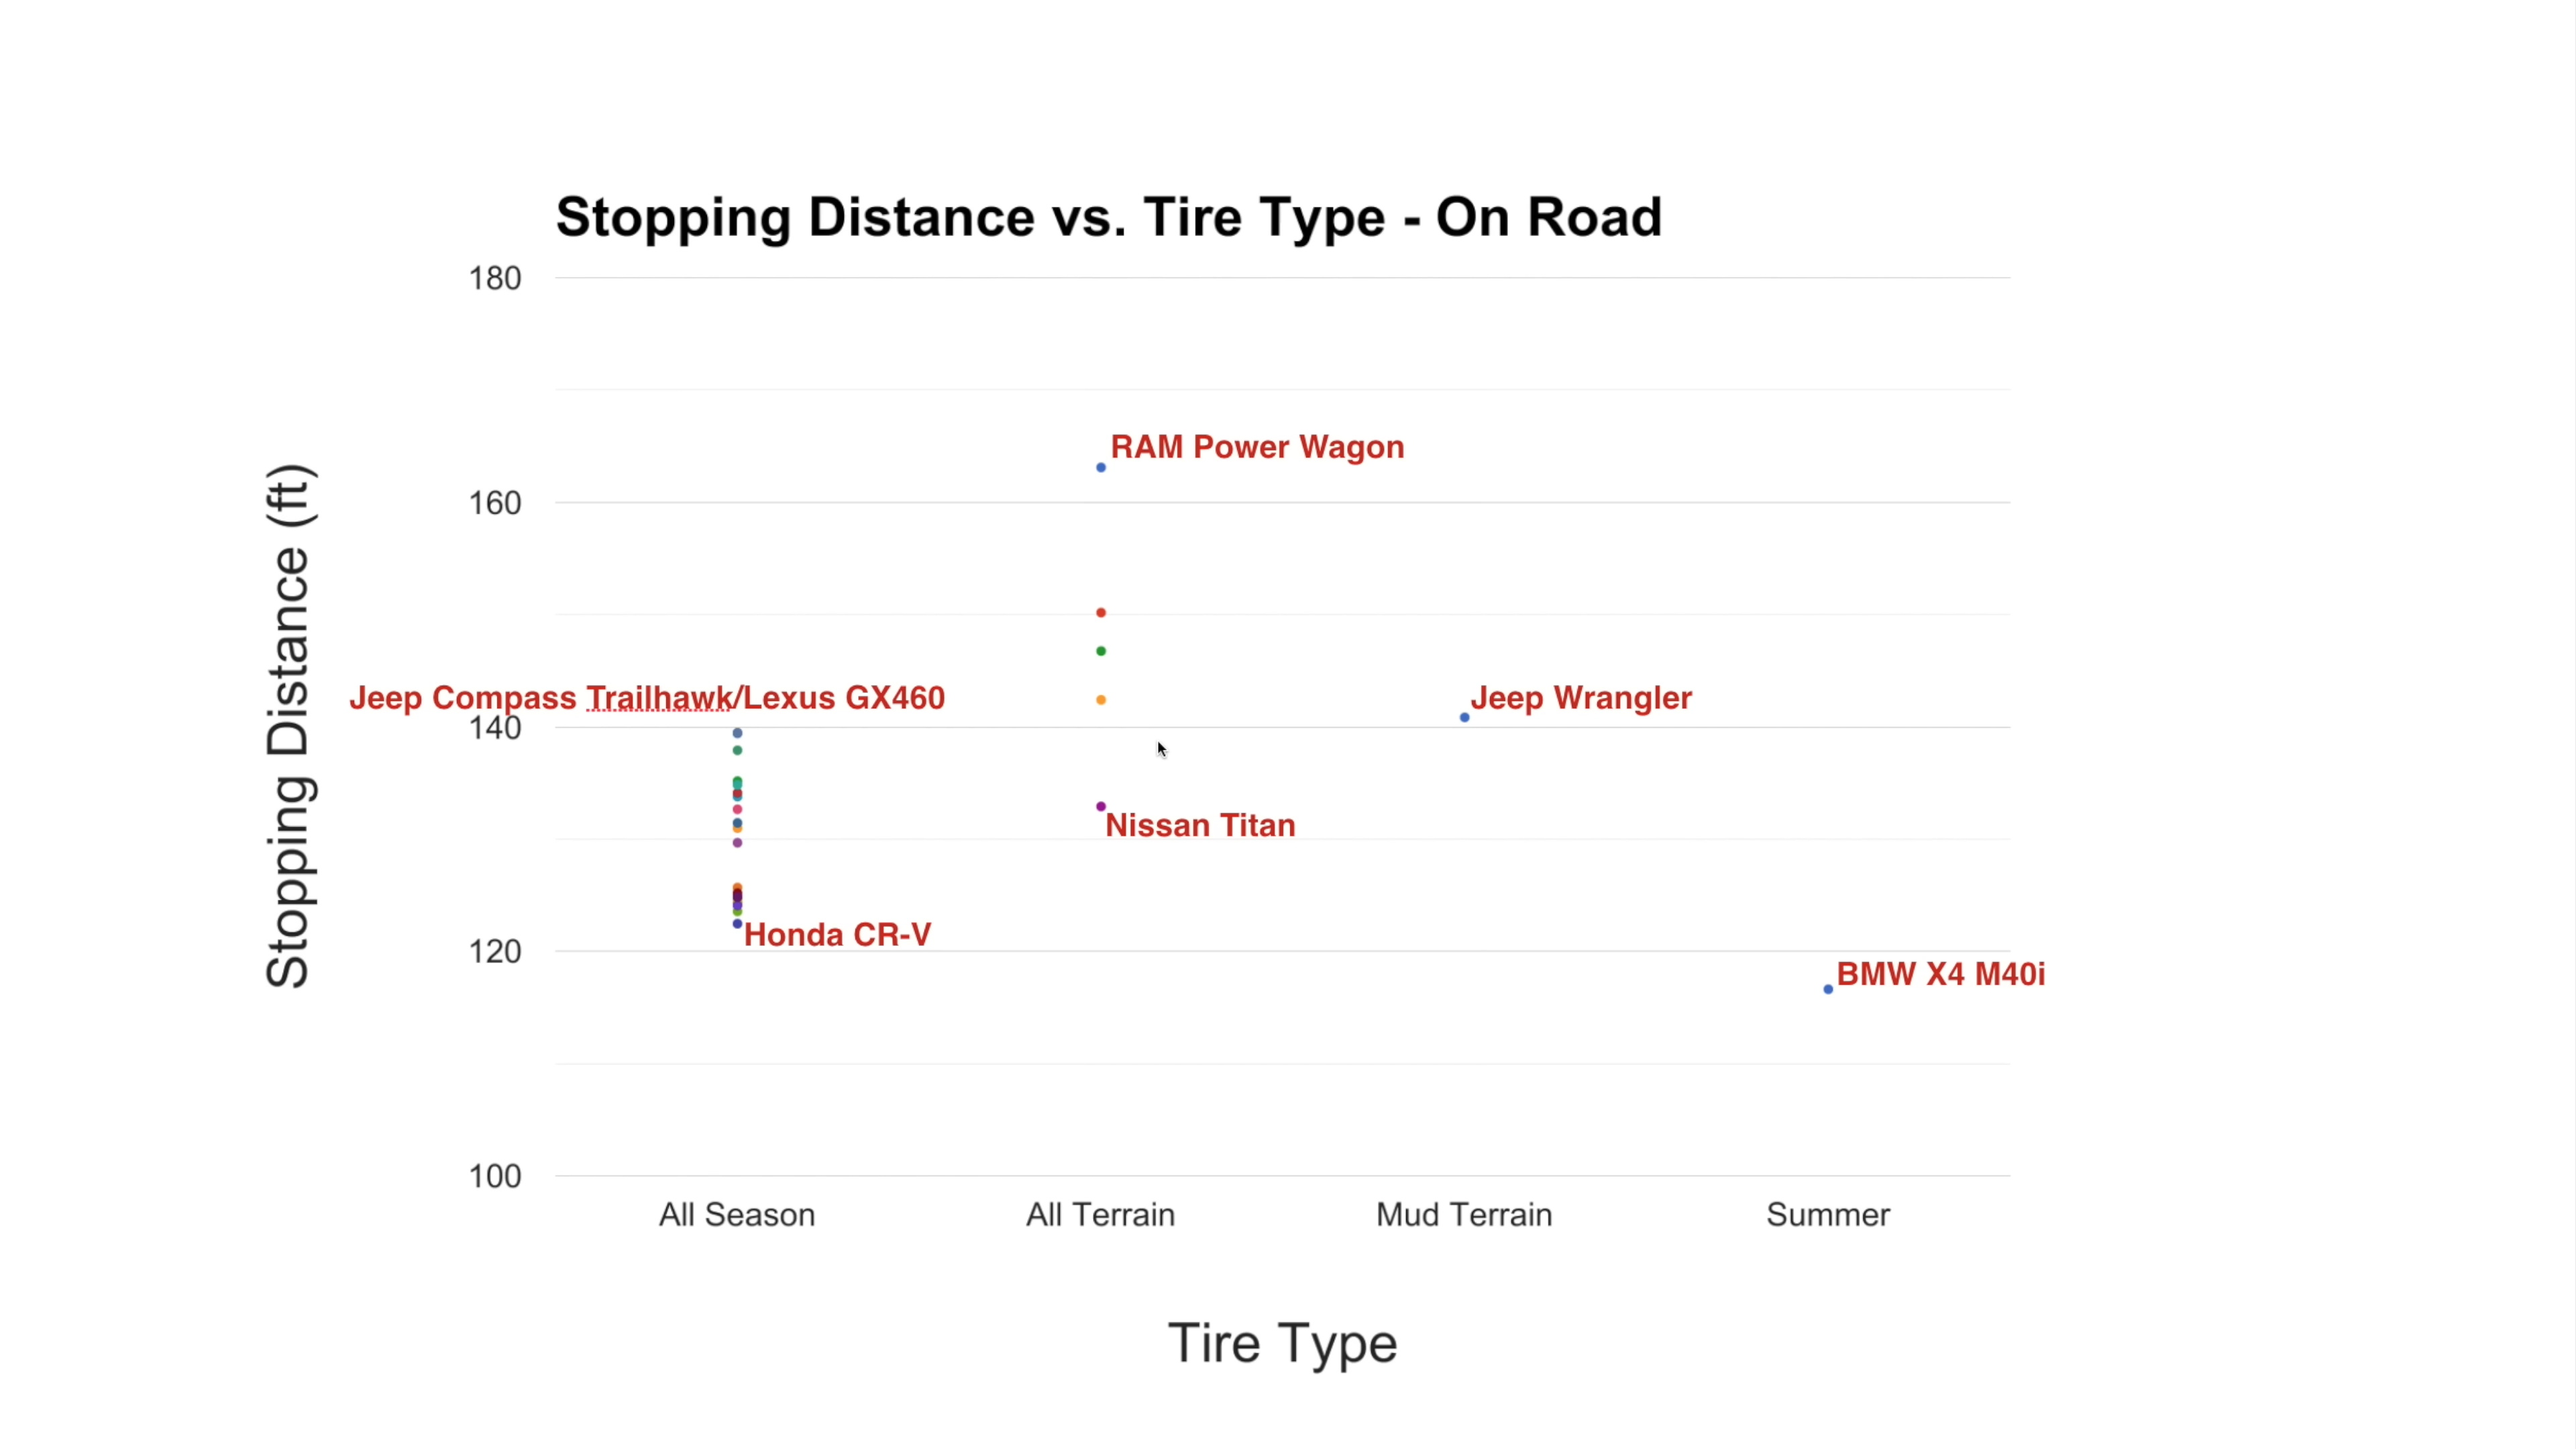 Stopping Distance vs. Tire Type - On Road
180
RAM Power Wagon
160
Stopping Distance (ft)
Jeep Compass Trailhawk/Lexus GX460
Jeep Wrangler
140
Nissan Titan
Honda CR-V
120
BMW X4 M40i
100
All Season All Terrain Mud Terrain Summer
Tire Type